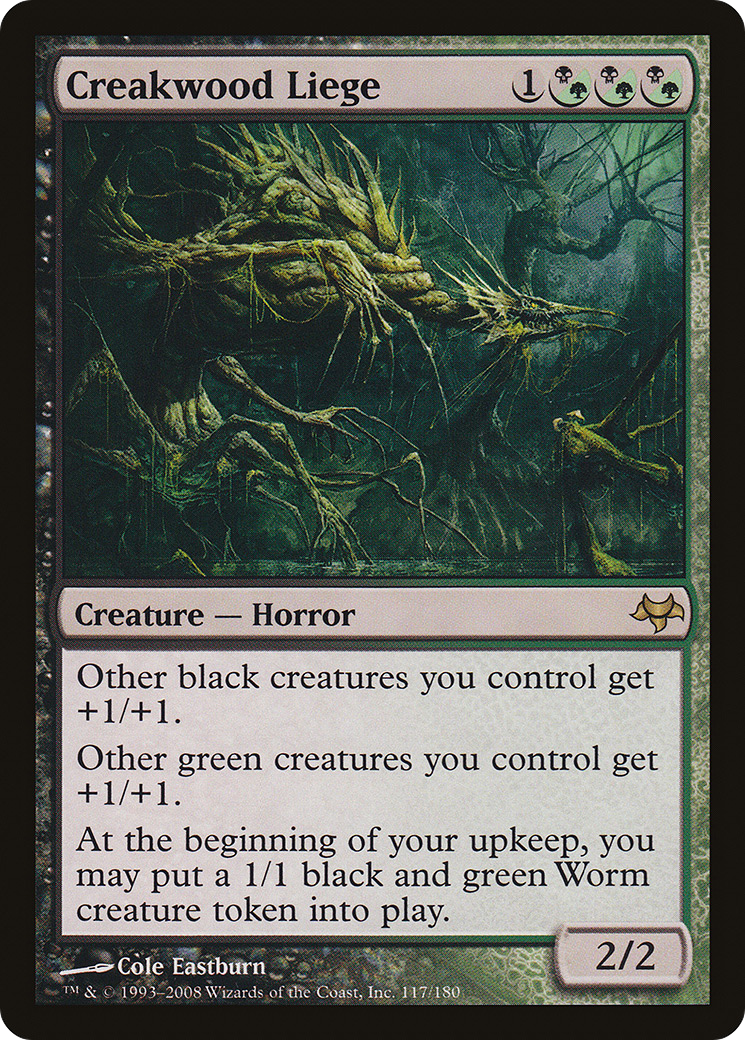 Creakwood Liege 1
Creature — Horror
Other black creatures you control get
+1/+1.
Other green creatures you control get
+1/+1.
At the beginning of your upkeep, you
may put a 1/1 black and green Worm
creature token into play.
2/2
Cole Eastburn
™ & © 1993–2008 Wizards of the Coast, Inc. 117/180